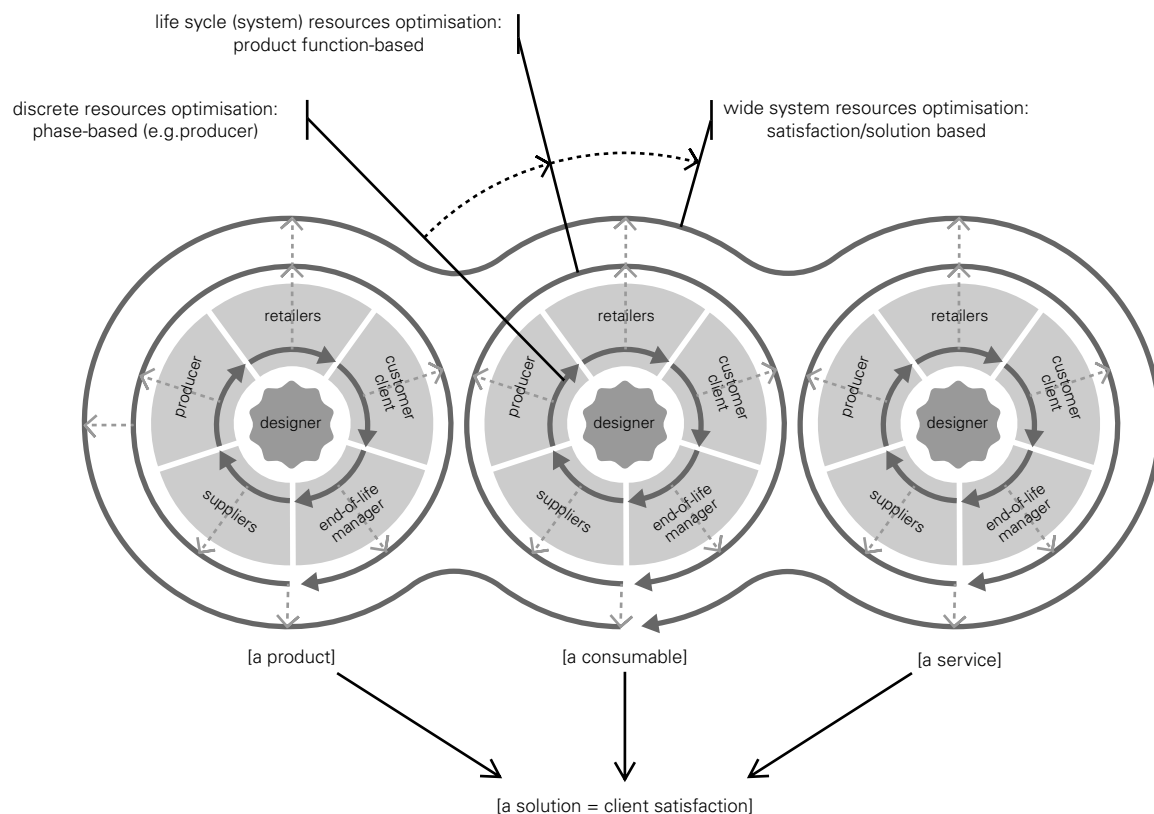 life sycle (system) resources optimisation:
product function-based
discrete resources optimisation:
phase-based (e.g.producer)
wide system resources optimisation:
satisfaction/solution based
retailers
producer
customer
client
designer
suppliers
end-of-life
manager
retailers
producer
customer
client
designer
suppliers
end-of-life
manager
retailers
producer
customer
client
designer
suppliers
end-of-life
manager
[a product]
[a consumable]
[a service]
[a solution = client satisfaction]